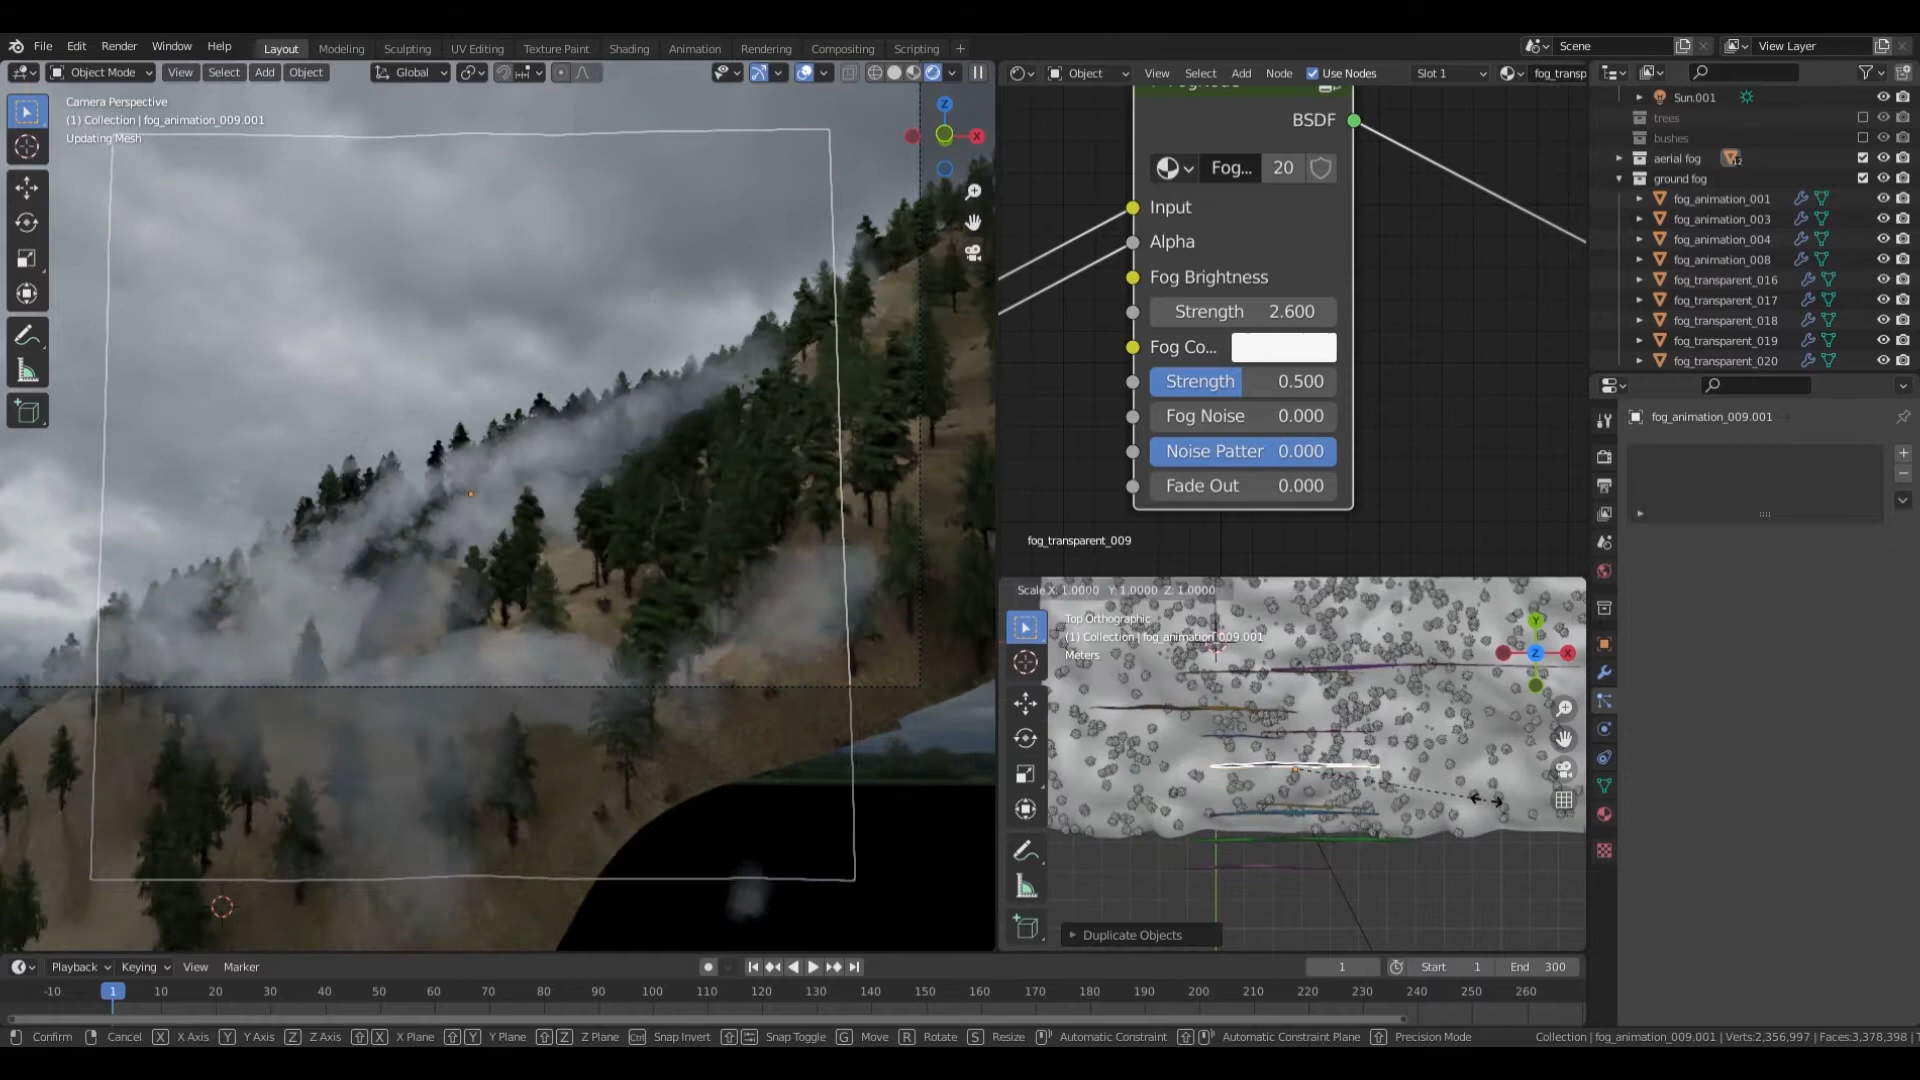 File Edit Render Window Help
Layout Modeling Sculpting UV Editing Texture Paint Shading Animation Rendering Compositing Scripting +
Scene
View Layer
Object Mode View Select Add Object Global
Object View Select Add Node Use Nodes Slot 1 fog_transp
Camera Perspective
(1) Collection | fog_animation_009.001
Updating Mesh
Z
X
BSDF
Fog... 20
Input
Alpha
Fog Brightness
Strength 2.600
Fog Co...
Strength 0.500
Fog Noise 0.000
Noise Patter 0.000
Fade Out 0.000
fog_transparent_009
Scale X: 1.0000 Y: 1.0000 Z: 1.0000
Top Orthographic
(1) Collection | fog_animation_009.001
Meters
Y
Z
X
Duplicate Objects
Sun.001
trees
bushes
aerial fog 12
ground fog
fog_animation_001
fog_animation_003
fog_animation_004
fog_animation_008
fog_transparent_016
fog_transparent_017
fog_transparent_018
fog_transparent_019
fog_transparent_020
fog_animation_009.001
Playback Keying View Marker
1 Start 1 End 300
-10 1 10 20 30 40 50 60 70 80 90 100 110 120 130 140 150 160 170 180 190 200 210 220 230 240 250 260
Confirm Cancel X X Axis Y Y Axis Z Z Axis X X Plane Y Y Plane Z Z Plane Ctrl Snap Invert Snap Toggle G Move R Rotate S Resize Automatic Constraint Automatic Constraint Plane Precision Mode
Collection | fog_animation_009.001 | Verts:2,356,997 | Faces:3,378,398 | T